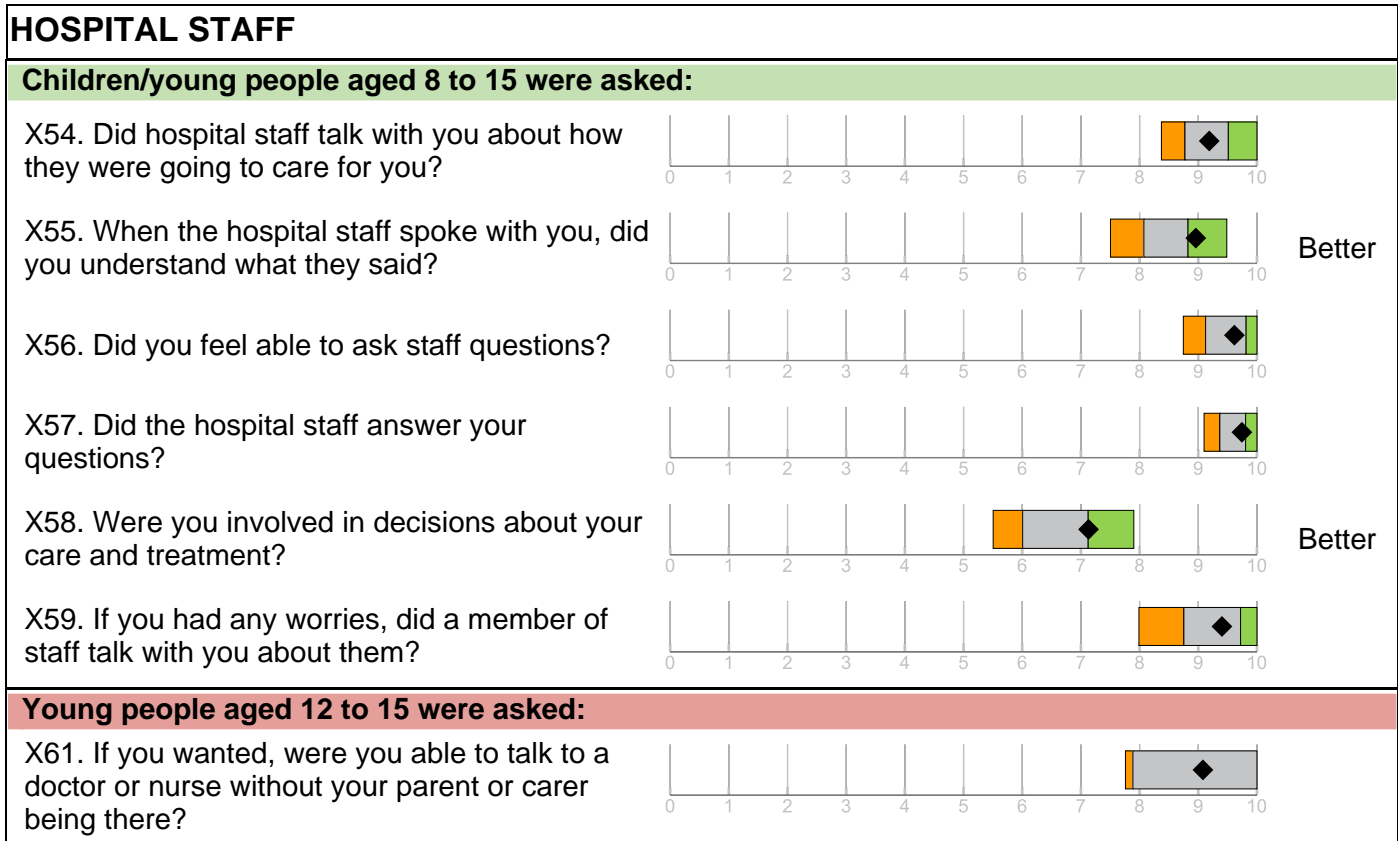 HOSPITAL STAFF
Children/young people aged 8 to 15 were asked:
X54. Did hospital staff talk with you about how
they were going to care for you?
0 1 2 3 4 5 6 7 8 9 10
X55. When the hospital staff spoke with you, did
you understand what they said?
0 1 2 3 4 5 6 7 8 9 10
Better
X56. Did you feel able to ask staff questions?
0 1 2 3 4 5 6 7 8 9 10
X57. Did the hospital staff answer your
questions?
0 1 2 3 4 5 6 7 8 9 10
X58. Were you involved in decisions about your
care and treatment?
0 1 2 3 4 5 6 7 8 9 10
Better
X59. If you had any worries, did a member of
staff talk with you about them?
0 1 2 3 4 5 6 7 8 9 10
Young people aged 12 to 15 were asked:
X61. If you wanted, were you able to talk to a
doctor or nurse without your parent or carer
being there?
0 1 2 3 4 5 6 7 8 9 10